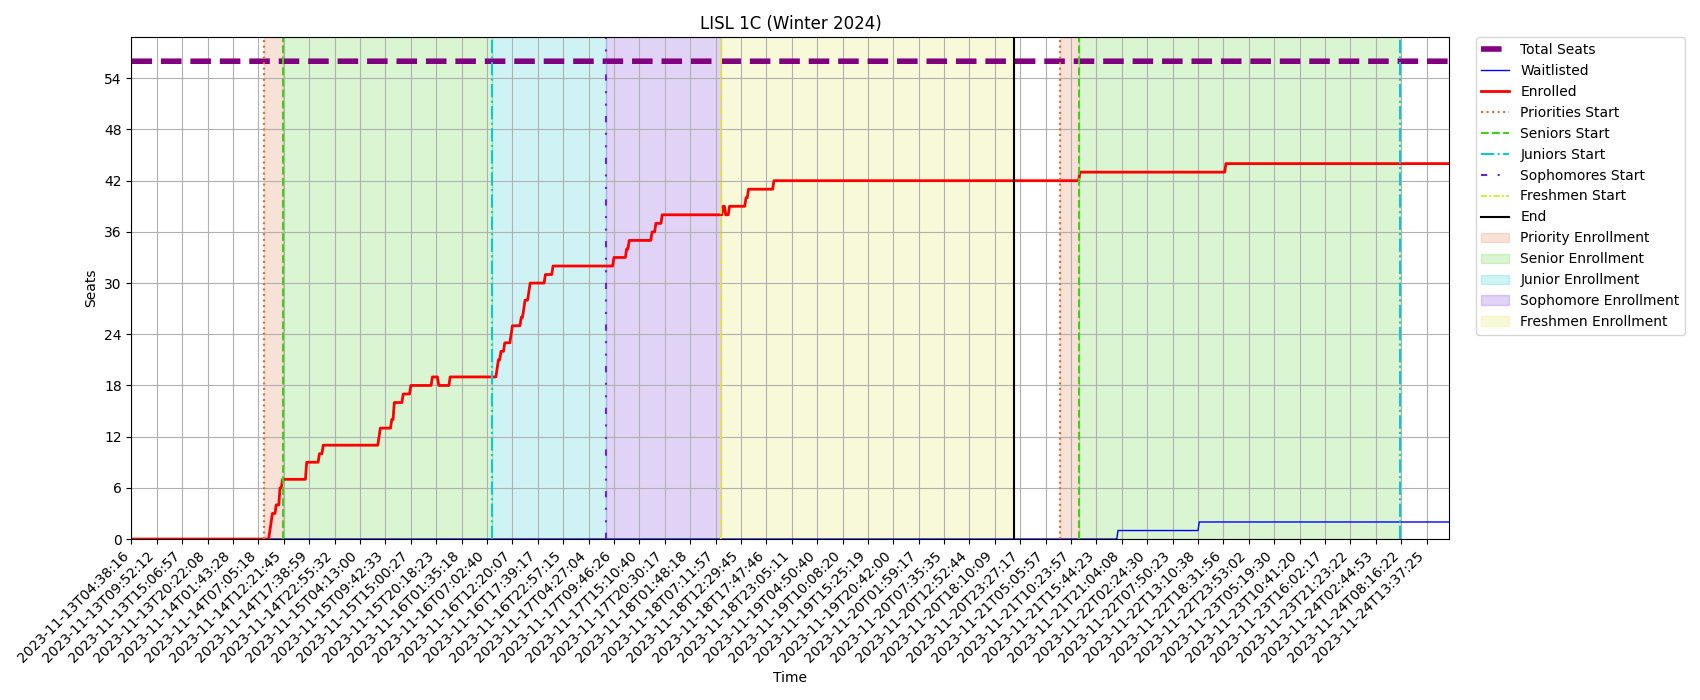 LISL 1C (Winter 2024)
Seats
54
48
42
36
30
24
18
12
6
0
2023-11-13T04:38:16
2023-11-13T09:52:12
2023-11-13T15:06:57
2023-11-13T20:22:08
2023-11-14T01:43:28
2023-11-14T07:05:18
2023-11-14T12:21:45
2023-11-14T17:38:59
2023-11-14T22:55:32
2023-11-15T04:13:00
2023-11-15T09:42:33
2023-11-15T15:00:27
2023-11-15T20:18:23
2023-11-16T01:35:18
2023-11-16T07:02:40
2023-11-16T12:20:07
2023-11-16T17:39:17
2023-11-16T22:57:15
2023-11-17T04:27:04
2023-11-17T09:46:26
2023-11-17T15:10:40
2023-11-17T20:30:17
2023-11-18T01:48:18
2023-11-18T07:11:57
2023-11-18T12:29:45
2023-11-18T17:47:46
2023-11-18T23:05:11
2023-11-19T04:50:40
2023-11-19T10:08:20
2023-11-19T15:25:19
2023-11-19T20:42:00
2023-11-20T01:59:17
2023-11-20T07:35:35
2023-11-20T12:52:44
2023-11-20T18:10:09
2023-11-20T23:27:17
2023-11-21T05:05:57
2023-11-21T10:23:57
2023-11-21T15:44:23
2023-11-21T21:04:08
2023-11-22T02:24:30
2023-11-22T07:50:23
2023-11-22T13:10:38
2023-11-22T18:31:56
2023-11-22T23:53:02
2023-11-23T05:19:30
2023-11-23T10:41:20
2023-11-23T16:02:17
2023-11-23T21:23:22
2023-11-24T02:44:53
2023-11-24T08:16:22
2023-11-24T13:37:25
Time
Total Seats
Waitlisted
Enrolled
Priorities Start
Seniors Start
Juniors Start
Sophomores Start
Freshmen Start
End
Priority Enrollment
Senior Enrollment
Junior Enrollment
Sophomore Enrollment
Freshmen Enrollment